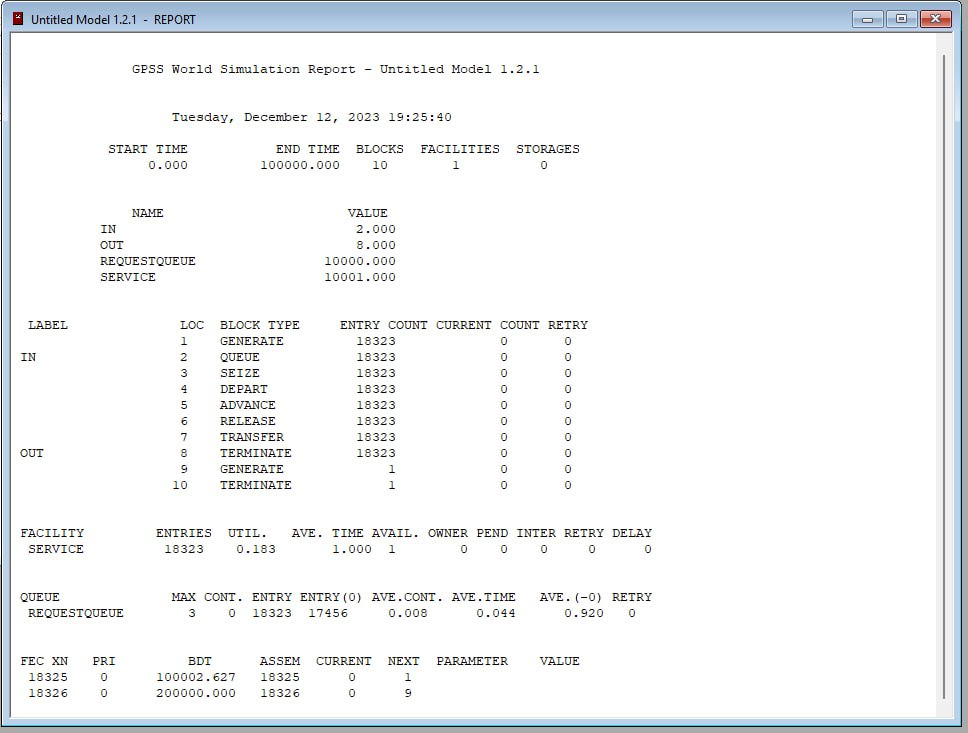 Untitled Model 1.2.1 - REPORT
GPSS World Simulation Report - Untitled Model 1.2.1
Tuesday, December 12, 2023 19:25:40
START TIME END TIME BLOCKS FACILITIES STORAGES
0.000 100000.000 10 1 0
NAME VALUE
IN 2.000
OUT 8.000
REQUESTQUEUE 10000.000
SERVICE 10001.000
LABEL LOC BLOCK TYPE ENTRY COUNT CURRENT COUNT RETRY
1 GENERATE 18323 0 0
IN 2 QUEUE 18323 0 0
3 SEIZE 18323 0 0
4 DEPART 18323 0 0
5 ADVANCE 18323 0 0
6 RELEASE 18323 0 0
7 TRANSFER 18323 0 0
OUT 8 TERMINATE 18323 0 0
9 GENERATE 1 0 0
10 TERMINATE 1 0 0
FACILITY ENTRIES UTIL. AVE. TIME AVAIL. OWNER PEND INTER RETRY DELAY
SERVICE 18323 0.183 1.000 1 0 0 0 0 0
QUEUE MAX CONT. ENTRY ENTRY(0) AVE.CONT. AVE.TIME AVE.(-0) RETRY
REQUESTQUEUE 3 0 18323 17456 0.008 0.044 0.920 0
FEC XN PRI BDT ASSEM CURRENT NEXT PARAMETER VALUE
18325 0 100002.627 18325 0 1
18326 0 200000.000 18326 0 9